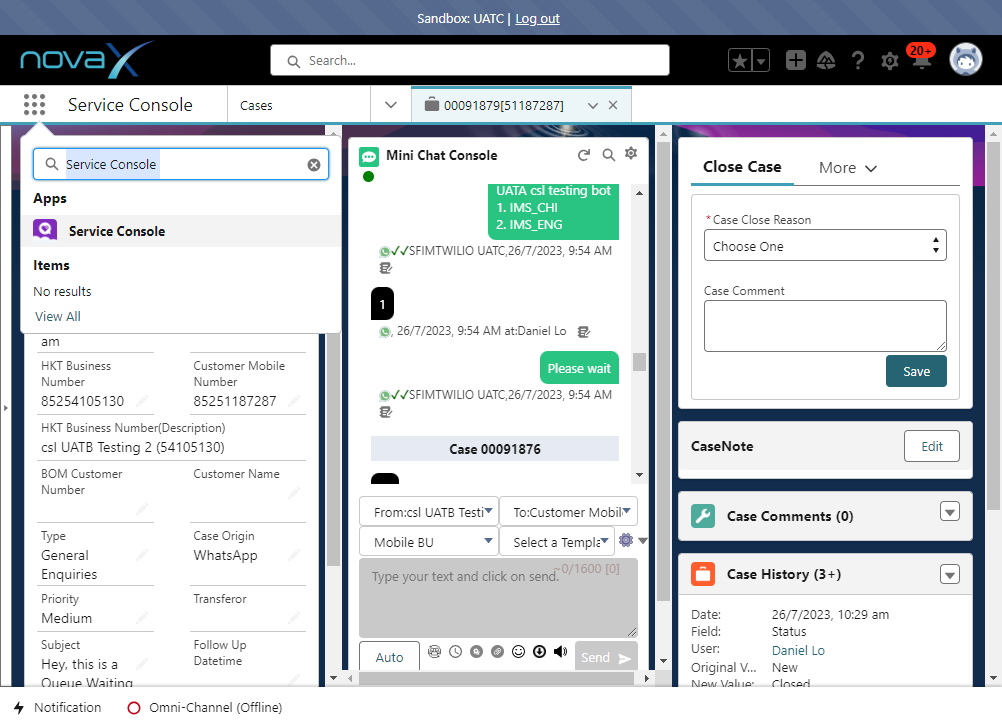 Sandbox: UATC | Log out
novaX
Search...
20+
Service Console
Cases
00091879[51187287]
Service Console
Apps
Service Console
Items
No results
View All
am
HKT Business
Number
85254105130
Customer Mobile
Number
85251187287
HKT Business Number(Description)
csl UATB Testing 2 (54105130)
BOM Customer
Number
Customer Name
Type
General
Enquiries
Case Origin
WhatsApp
Priority
Medium
Transferor
Subject
Hey, this is a
Queue Waiting
Follow Up
Datetime
Mini Chat Console
UATA csl testing bot
1. IMS_CHI
2. IMS_ENG
SFIMTWILIO UATC,26/7/2023, 9:54 AM
1
, 26/7/2023, 9:54 AM at:Daniel Lo
Please wait
SFIMTWILIO UATC,26/7/2023, 9:54 AM
Case 00091876
From:csl UATB Testi
To:Customer Mobil
Mobile BU
Select a Templa
~0/1600 [0]
Type your text and click on send.
Auto
Send
Close Case
More
*Case Close Reason
Choose One
Case Comment
Save
CaseNote
Edit
Case Comments (0)
Case History (3+)
Date: 26/7/2023, 10:29 am
Field: Status
User: Daniel Lo
Original V... New
New Value: Closed
Notification
Omni-Channel (Offline)